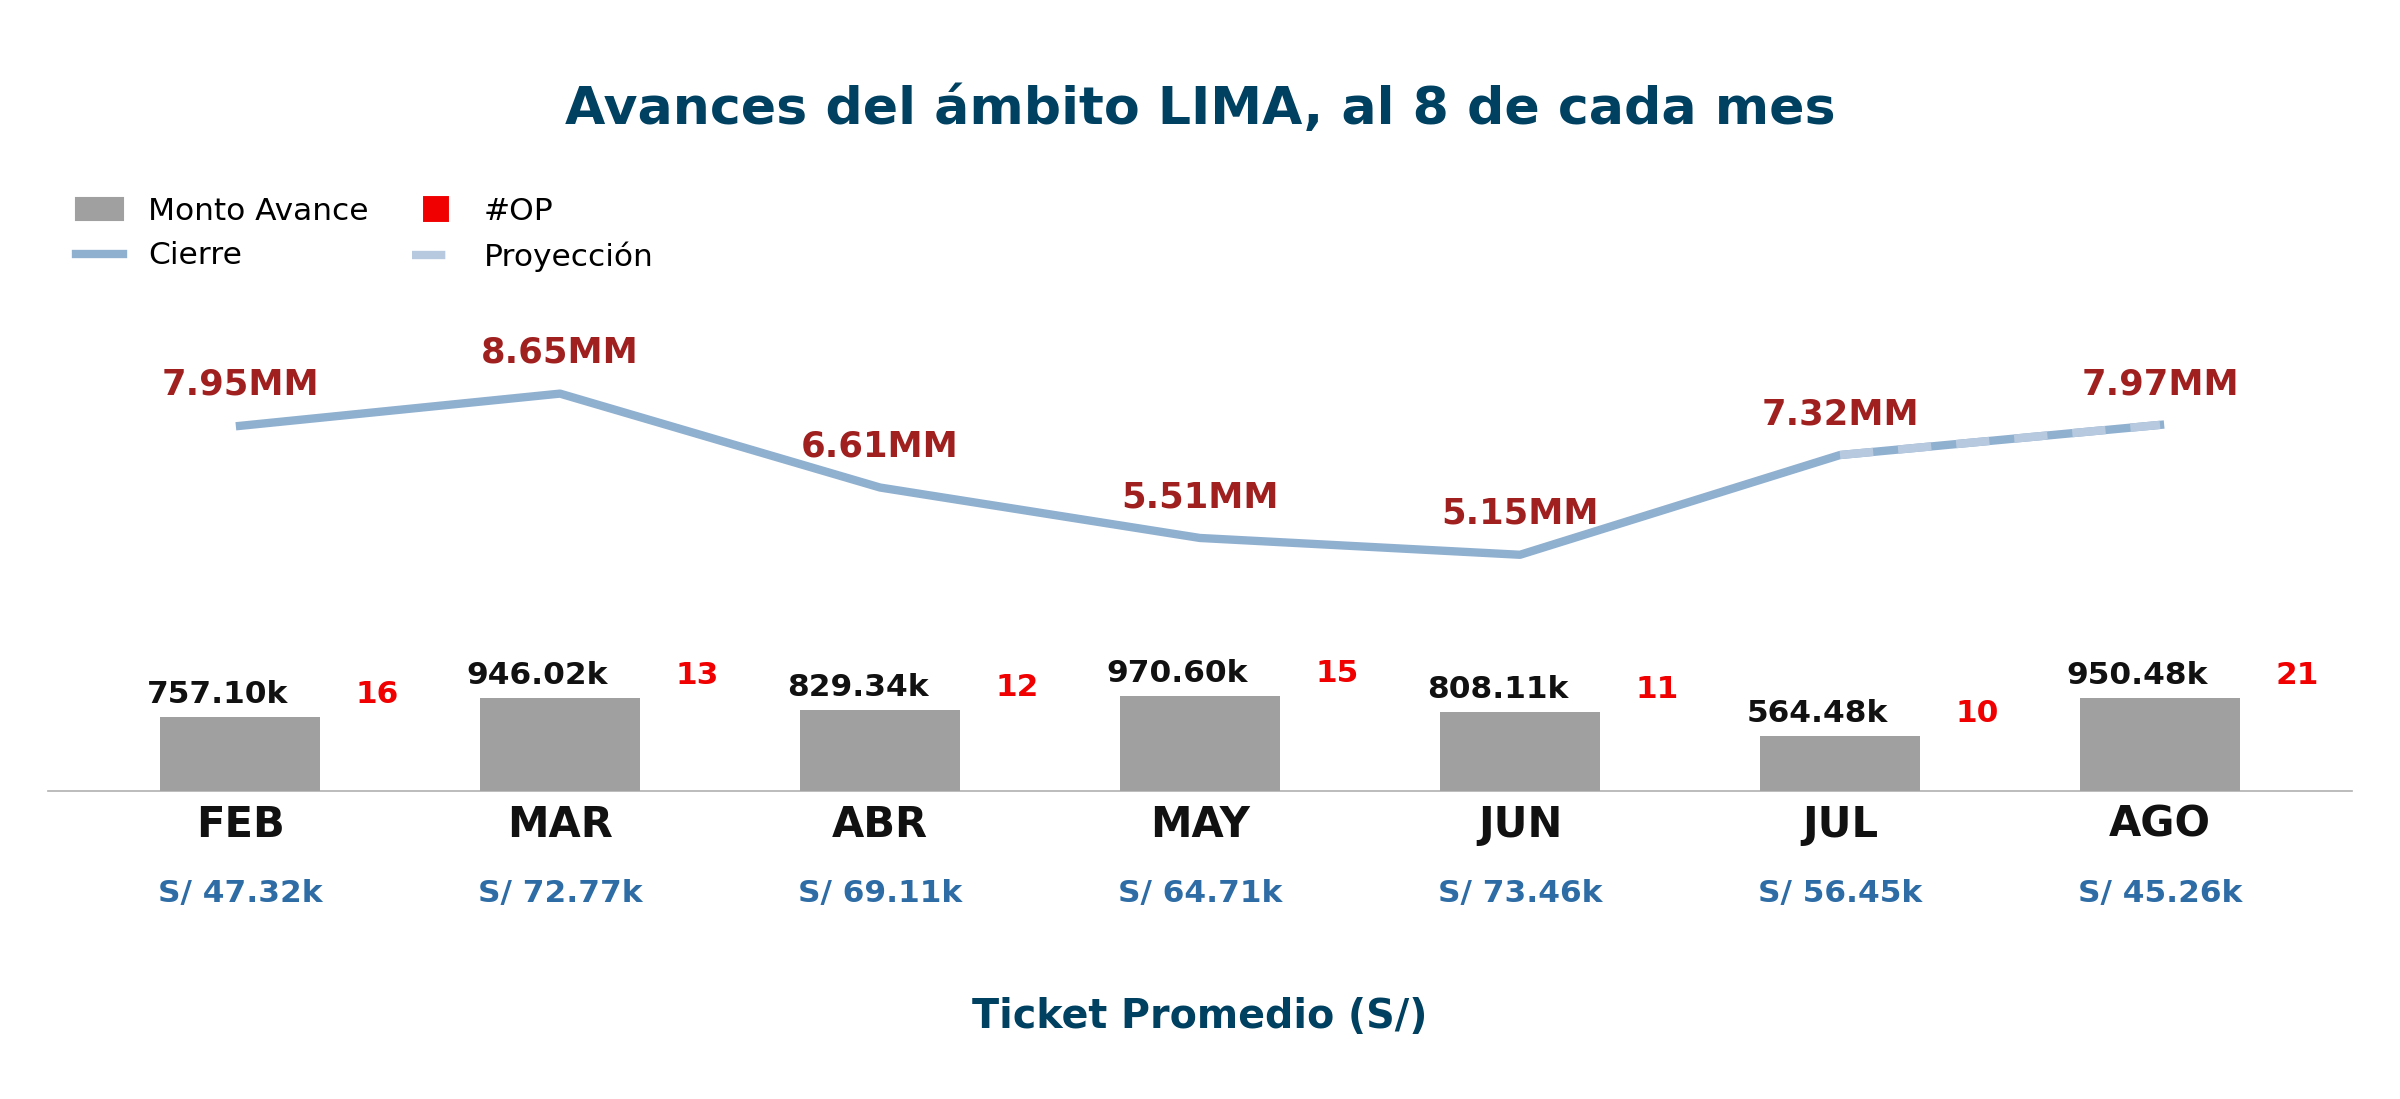 Avances del ámbito LIMA, al 8 de cada mes
Monto Avance #OP
Cierre Proyección
7.95MM 8.65MM 6.61MM 5.51MM 5.15MM 7.32MM 7.97MM
757.10k 16 946.02k 13 829.34k 12 970.60k 15 808.11k 11 564.48k 10 950.48k 21
FEB MAR ABR MAY JUN JUL AGO
S/ 47.32k S/ 72.77k S/ 69.11k S/ 64.71k S/ 73.46k S/ 56.45k S/ 45.26k
Ticket Promedio (S/)